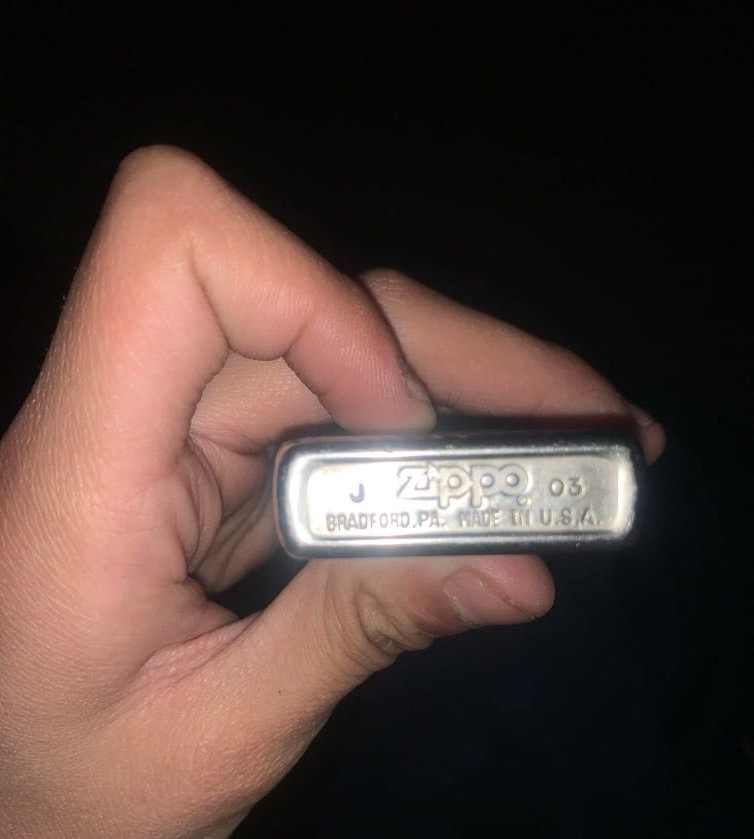 J Zippo 03
BRADFORD, PA. MADE IN U.S.A.